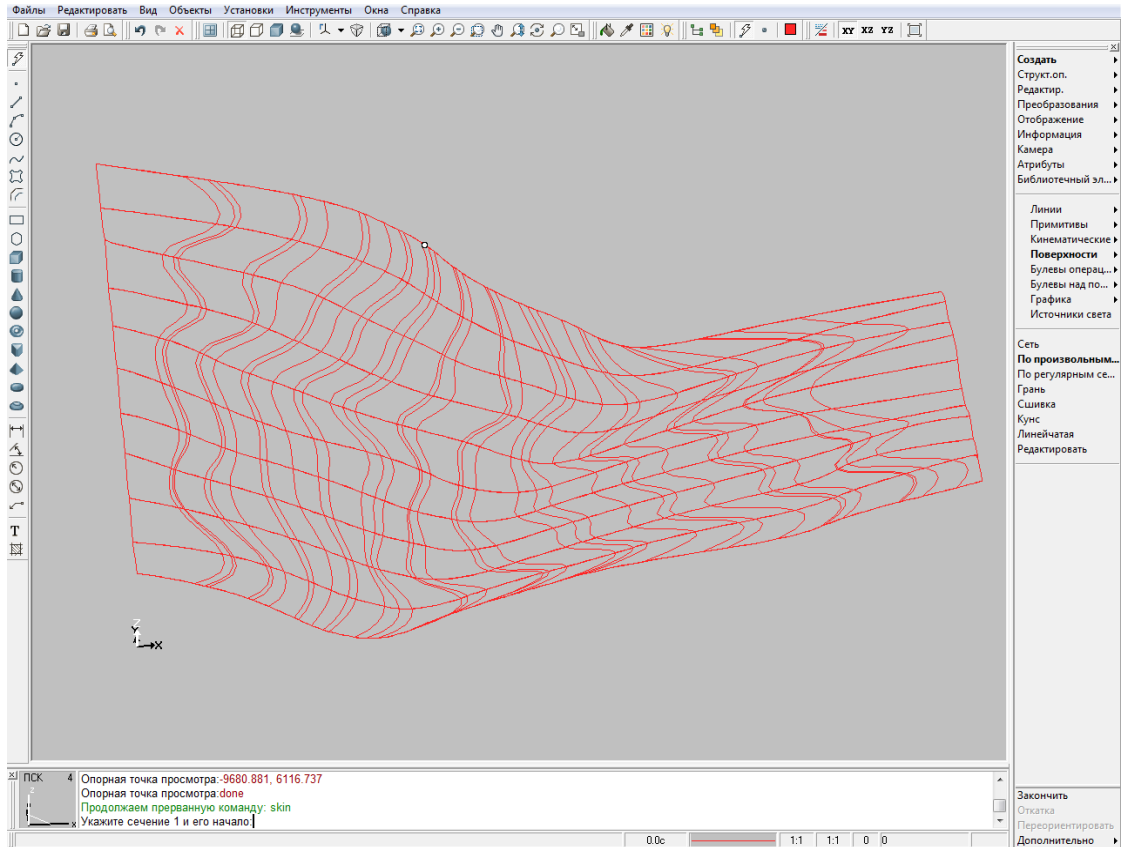 Файлы Редактировать Вид Объекты Установки Инструменты Окна Справка
XY XZ YZ
Создать
Структ.оп.
Редактир.
Преобразования
Отображение
Информация
Камера
Атрибуты
Библиотечный эл...
Линии
Примитивы
Кинематические
Поверхности
Булевы операц...
Булевы над по...
Графика
Источники света
Сеть
По произвольным...
По регулярным се...
Грань
Сшивка
Кунс
Линейчатая
Редактировать
T
Z
Y
X
ПСК 4
z
x
Опорная точка просмотра:-9680.881, 6116.737
Опорная точка просмотра:done
Продолжаем прерванную команду: skin
Укажите сечение 1 и его начало:
Закончить
Откатка
Переориентировать
Дополнительно
0.0c 1:1 1:1 0 0